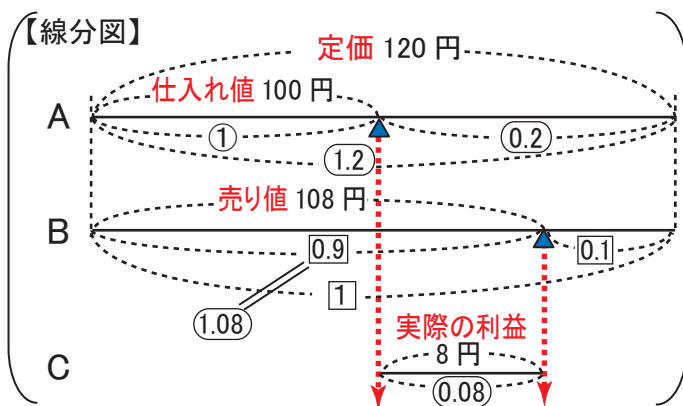 【線分図】
定価 120 円
仕入れ値 100 円
A
1
0.2
1.2
売り値 108 円
B
0.9
0.1
1
1.08
実際の利益
8 円
C
0.08